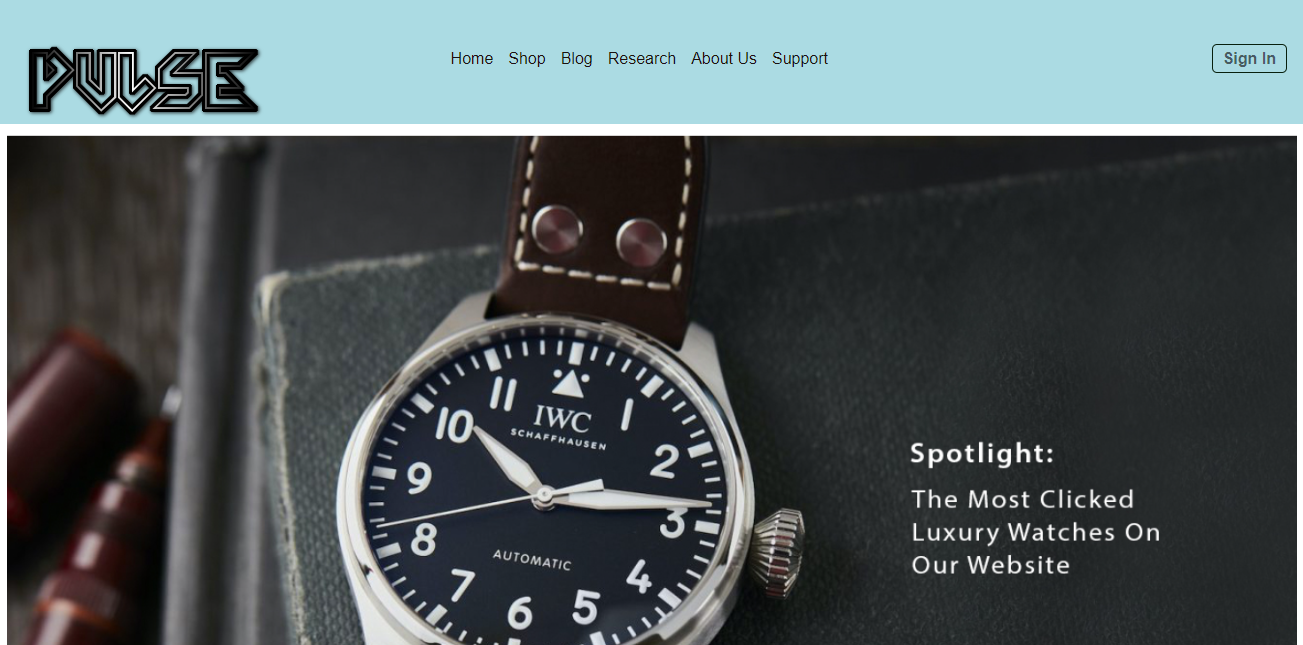 PULSE
Home Shop Blog Research About Us Support
Sign In
11
1
10
IWC
SCHAFFHAUSEN
2
9
3
8
AUTOMATIC
4
7
5
6
Spotlight:
The Most Clicked
Luxury Watches On
Our Website